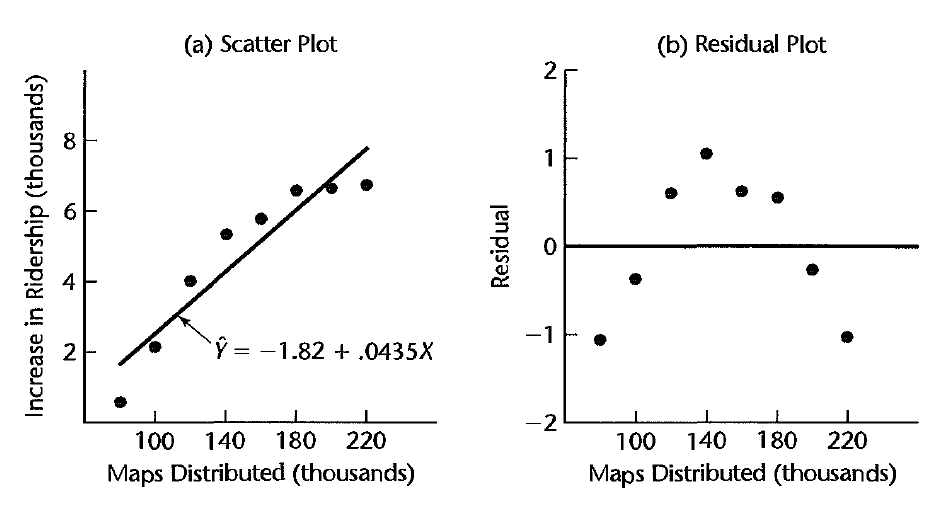 (a) Scatter Plot
Increase in Ridership (thousands)
8
6
4
2
Ŷ = −1.82 + .0435X
100 140 180 220
Maps Distributed (thousands)
(b) Residual Plot
Residual
2
1
0
−1
−2
100 140 180 220
Maps Distributed (thousands)